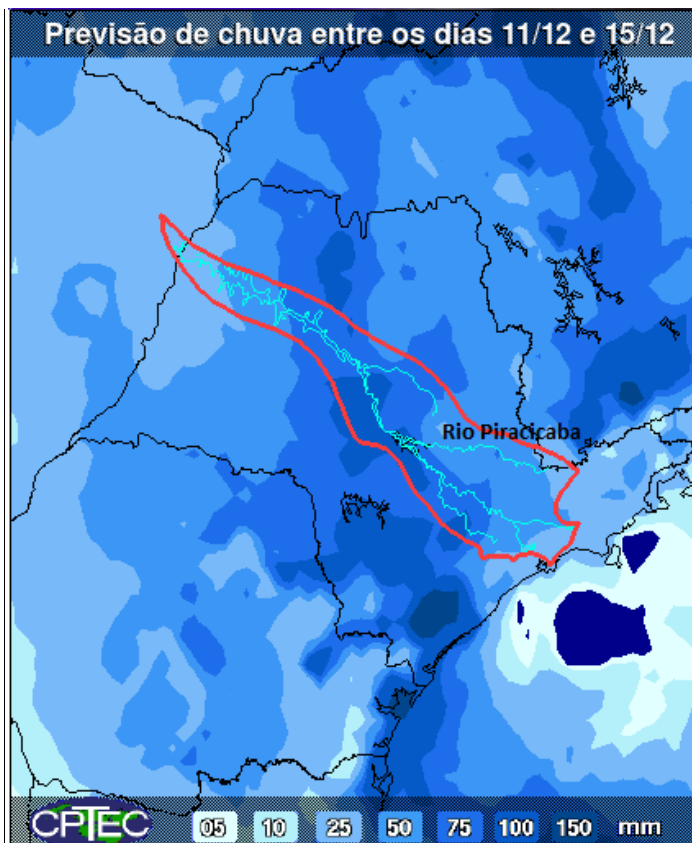 Previsão de chuva entre os dias 11/12 e 15/12
Rio Piracicaba
CPTEC 05 10 25 50 75 100 150 mm